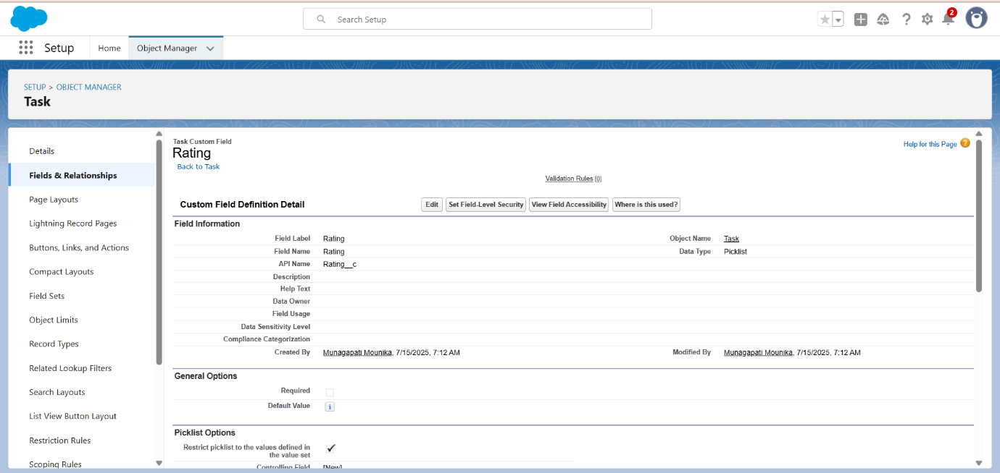 Search Setup
2
Setup
Home
Object Manager
SETUP > OBJECT MANAGER
Task
Details
Fields & Relationships
Page Layouts
Lightning Record Pages
Buttons, Links, and Actions
Compact Layouts
Field Sets
Object Limits
Record Types
Related Lookup Filters
Search Layouts
List View Button Layout
Restriction Rules
Scoping Rules
Task Custom Field
Rating
Back to Task
Help for this Page ?
Validation Rules [0]
Custom Field Definition Detail
Edit
Set Field-Level Security
View Field Accessibility
Where is this used?
Field Information
Field Label Rating
Object Name Task
Field Name Rating
Data Type Picklist
API Name Rating__c
Description
Help Text
Data Owner
Field Usage
Data Sensitivity Level
Compliance Categorization
Created By Munagapati Mounika, 7/15/2025, 7:12 AM
Modified By Munagapati Mounika, 7/15/2025, 7:12 AM
General Options
Required
Default Value i
Picklist Options
Restrict picklist to the values defined in
the value set
Controlling Field [New]